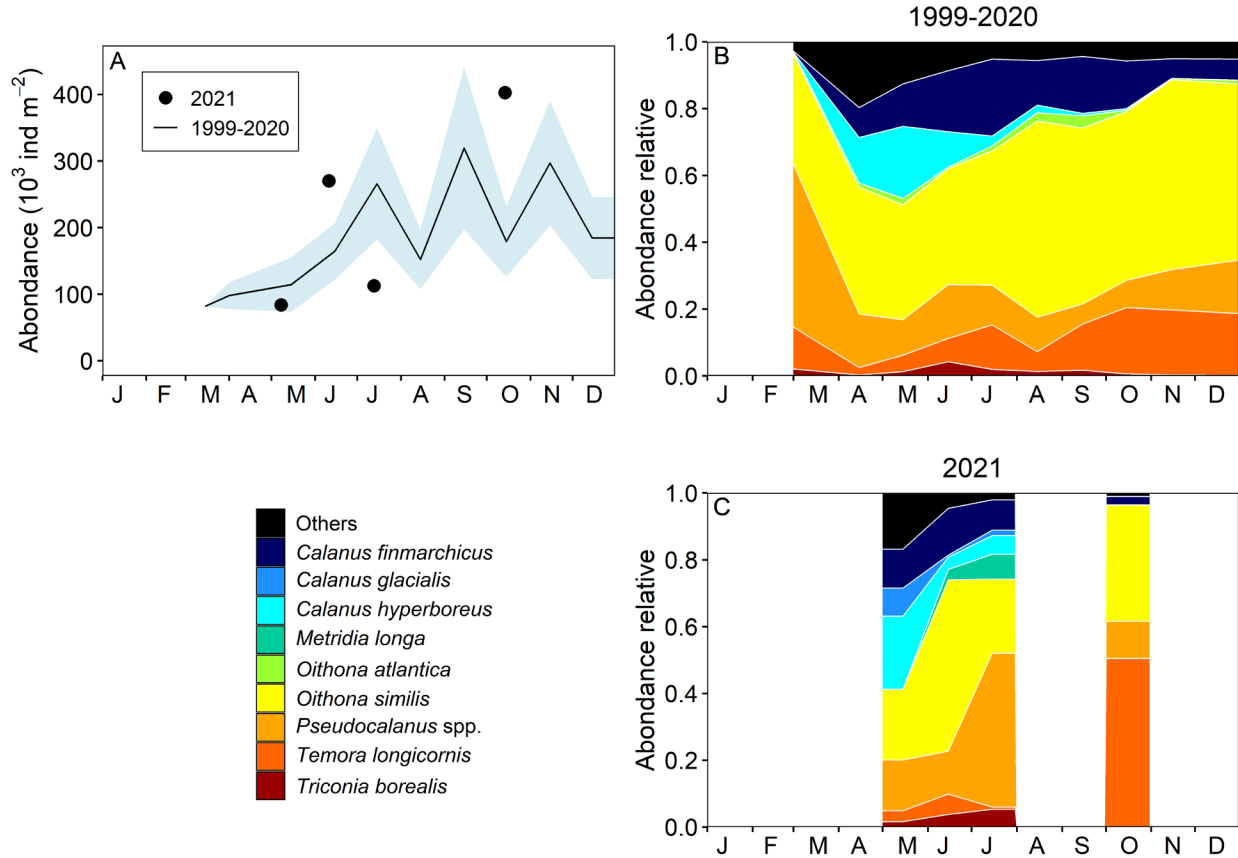 1999-2020
A
Abondance (10³ ind m⁻²)
400
300
200
100
0
2021
1999-2020
J F M A M J J A S O N D
B
Abondance relative
1.0
0.8
0.6
0.4
0.2
0.0
J F M A M J J A S O N D
2021
C
Abondance relative
1.0
0.8
0.6
0.4
0.2
0.0
J F M A M J J A S O N D
Others
Calanus finmarchicus
Calanus glacialis
Calanus hyperboreus
Metridia longa
Oithona atlantica
Oithona similis
Pseudocalanus spp.
Temora longicornis
Triconia borealis